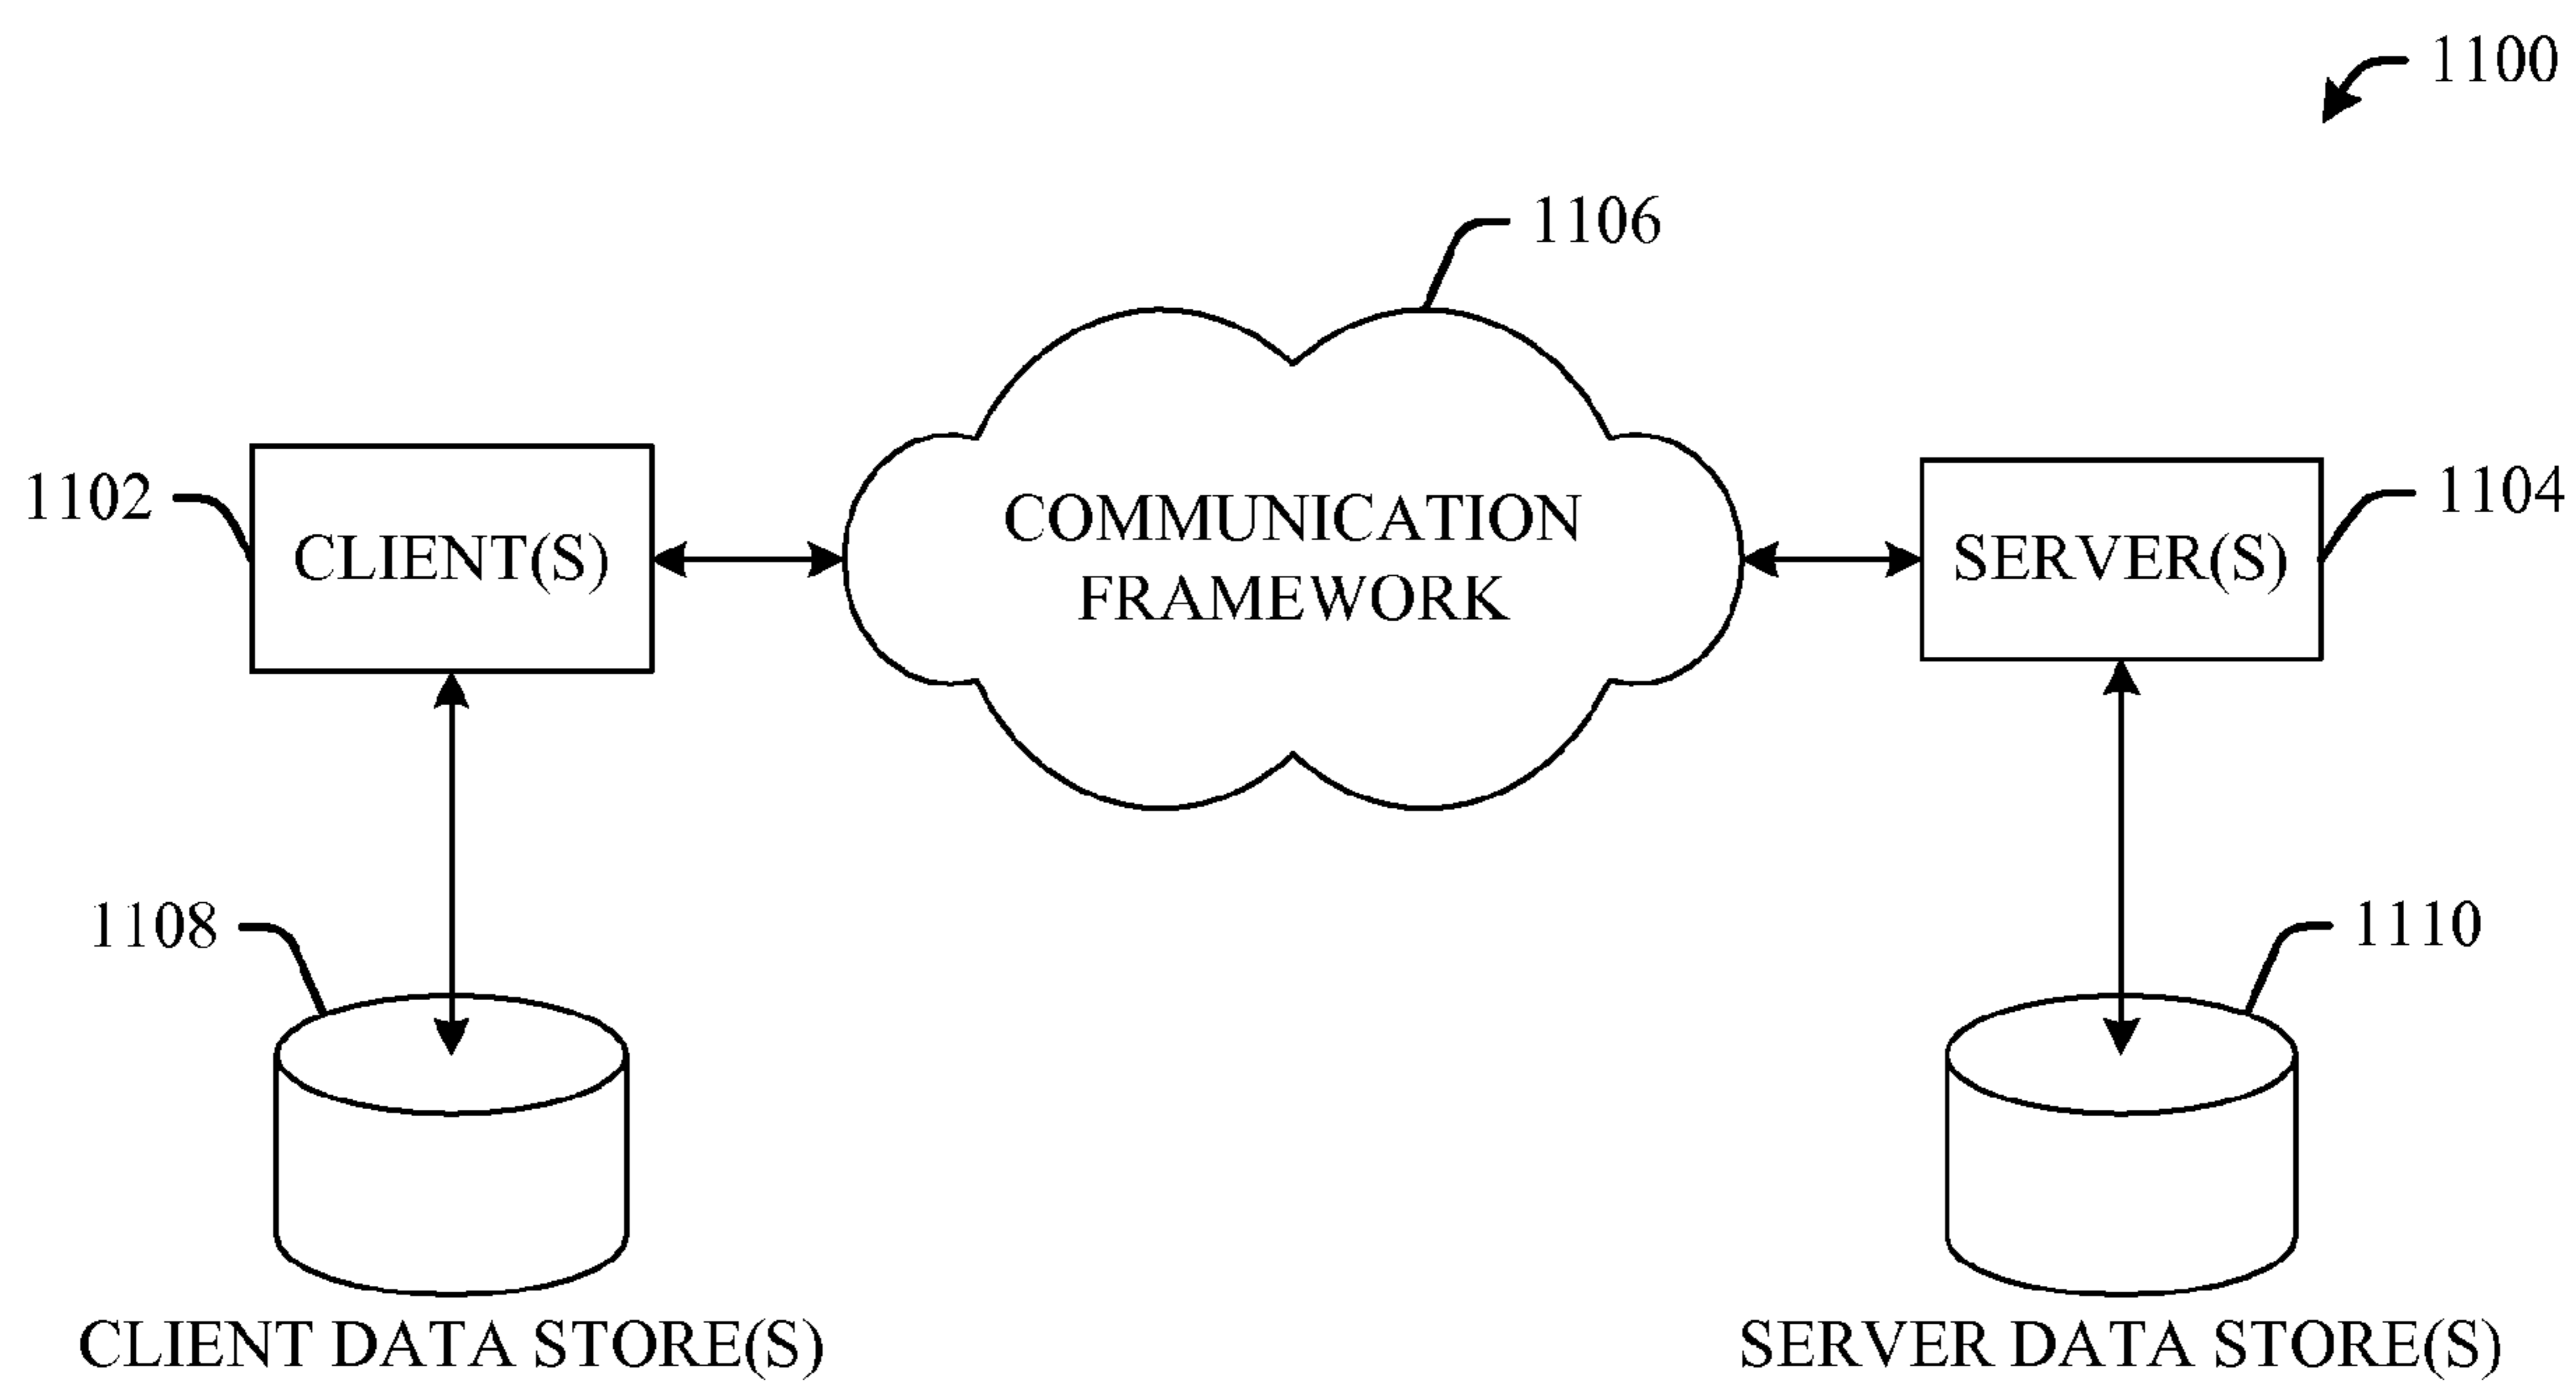 1100
1106
1102
CLIENT(S)
COMMUNICATION
FRAMEWORK
SERVER(S)
1104
1108
1110
CLIENT DATA STORE(S)
SERVER DATA STORE(S)